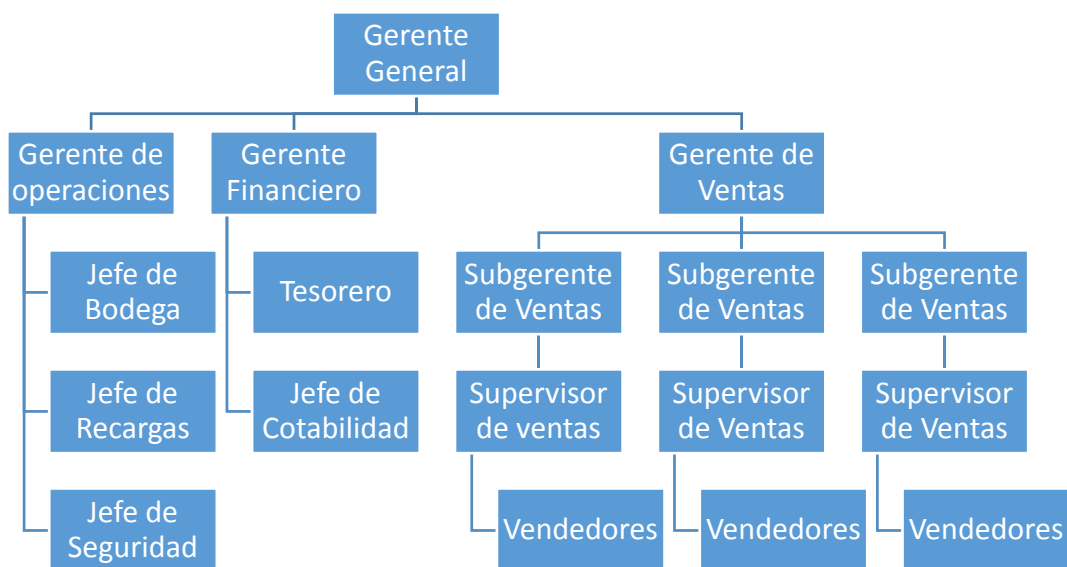 Gerente
General
Gerente de
operaciones
Gerente
Financiero
Gerente de
Ventas
Jefe de
Bodega
Tesorero
Subgerente
de Ventas
Subgerente
de Ventas
Subgerente
de Ventas
Jefe de
Recargas
Jefe de
Cotabilidad
Supervisor
de ventas
Supervisor
de Ventas
Supervisor
de Ventas
Jefe de
Seguridad
Vendedores
Vendedores
Vendedores